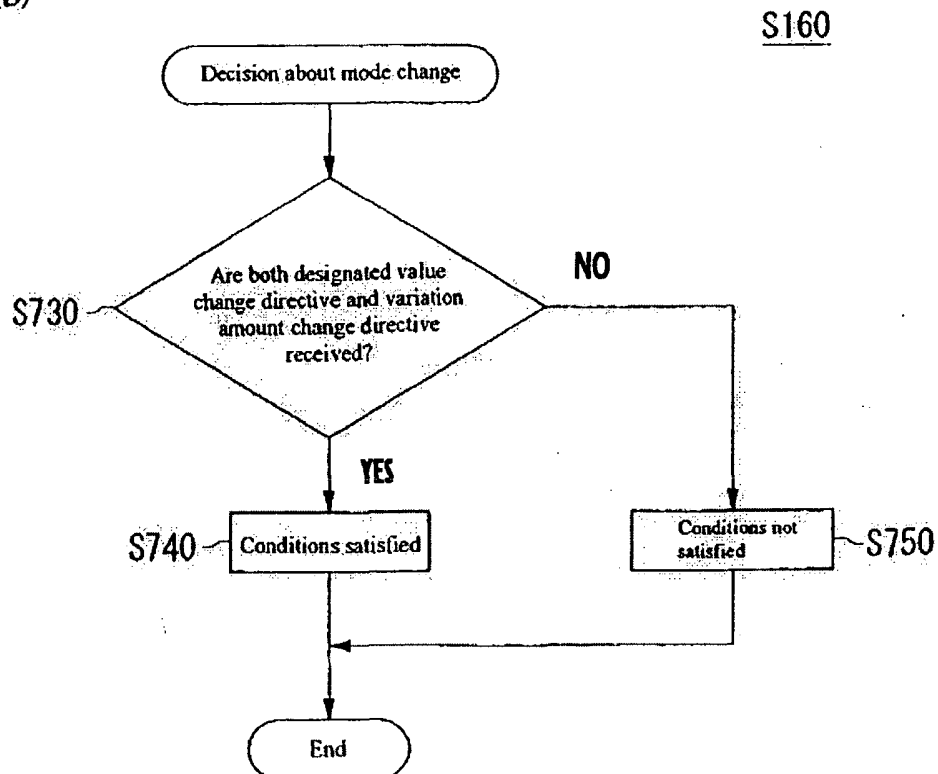 S160
Decision about mode change
Are both designated value
change directive and variation
amount change directive
received?
NO
S730
YES
S740
Conditions satisfied
Conditions not
satisfied
S750
End